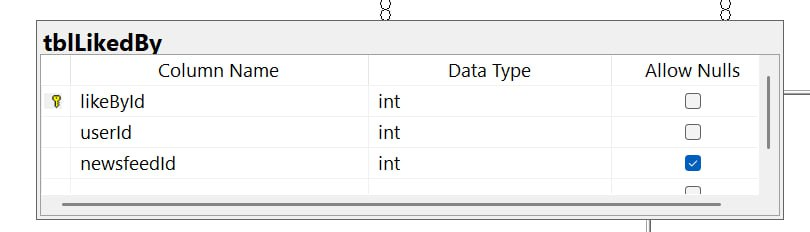 tblLikedBy
Column Name Data Type Allow Nulls
likeById int
userId int
newsfeedId int